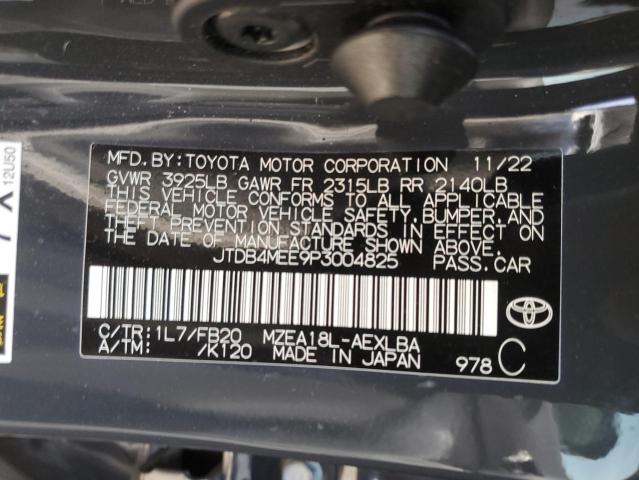 MFD. BY: TOYOTA MOTOR CORPORATION 11/22
GVWR 3925LB GAWR FR 2315LB RR 2140LB
THIS VEHICLE CONFORMS TO ALL APPLICABLE
FEDERAL MOTOR VEHICLE SAFETY, BUMPER, AND
THEFT PREVENTION STANDARDS IN EFFECT ON
THE DATE OF MANUFACTURE SHOWN ABOVE.
JTDB4MEE9P3004825 PASS. CAR
C/TR: 1L7/FB20 MZEA18L-AEXLBA
A/TM: /K120 MADE IN JAPAN 978 C
12U50